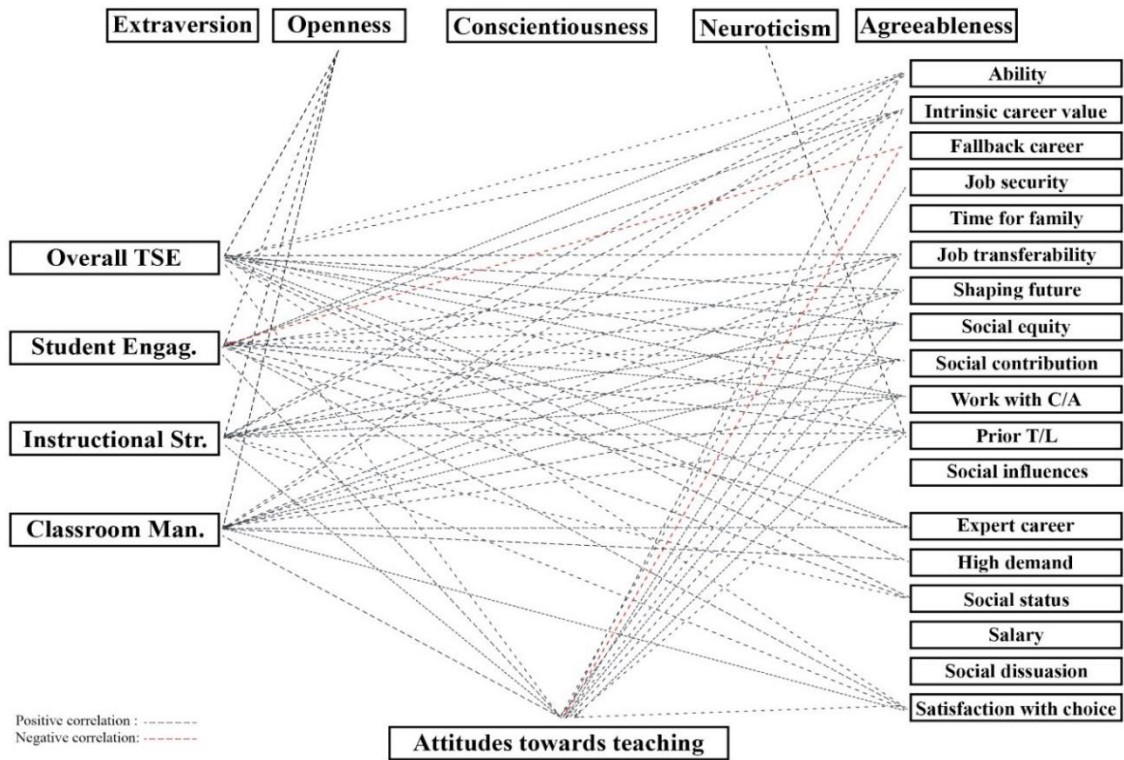 Extraversion Openness Conscientiousness Neuroticism Agreeableness
Ability
Intrinsic career value
Fallback career
Job security
Time for family
Overall TSE
Job transferability
Shaping future
Social equity
Student Engag.
Social contribution
Work with C/A
Instructional Str.
Prior T/L
Social influences
Classroom Man.
Expert career
High demand
Social status
Salary
Social dissuasion
Satisfaction with choice
Positive correlation :
Negative correlation:
Attitudes towards teaching